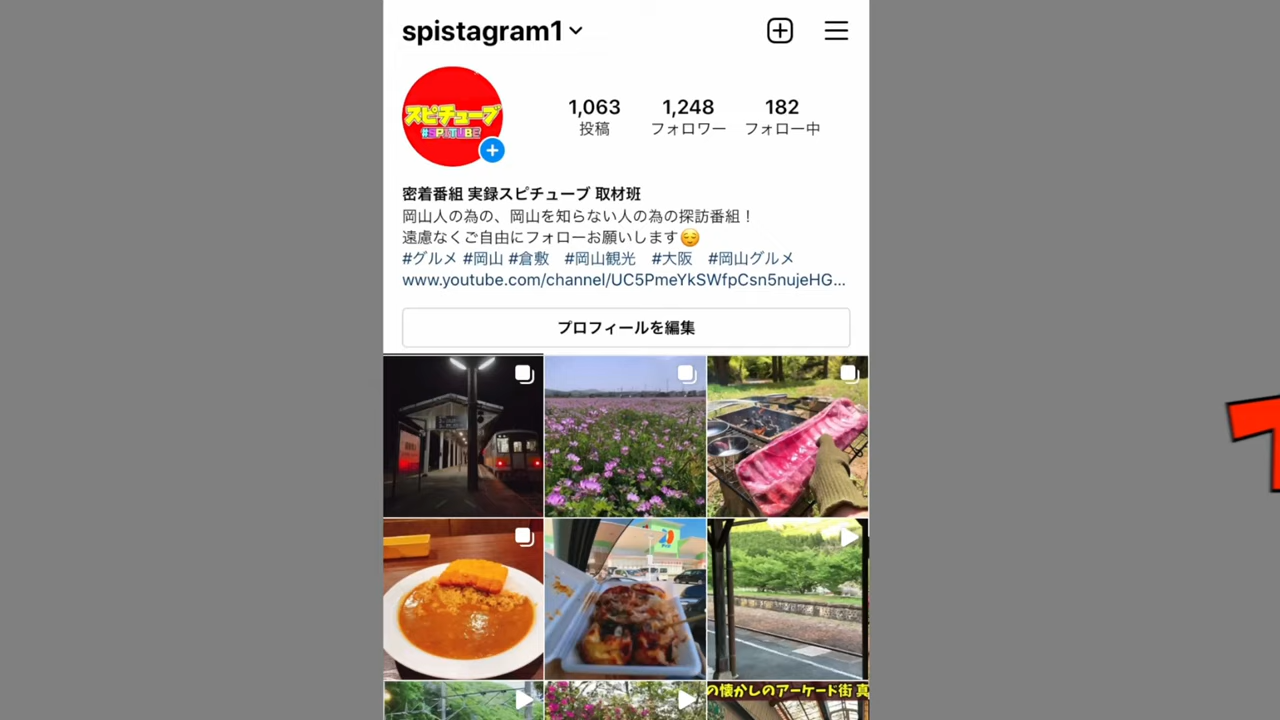 spistagram1
スピチューブ
#SPITUBE
1,063
投稿
1,248
フォロワー
182
フォロー中
密着番組 実録スピチューブ 取材班
岡山人の為の、岡山を知らない人の為の探訪番組！
遠慮なくご自由にフォローお願いします😌
#グルメ #岡山 #倉敷 #岡山観光 #大阪 #岡山グルメ
www.youtube.com/channel/UC5PmeYkSWfpCsn5nujeHG...
プロフィールを編集
の懐かしのアーケード街 真